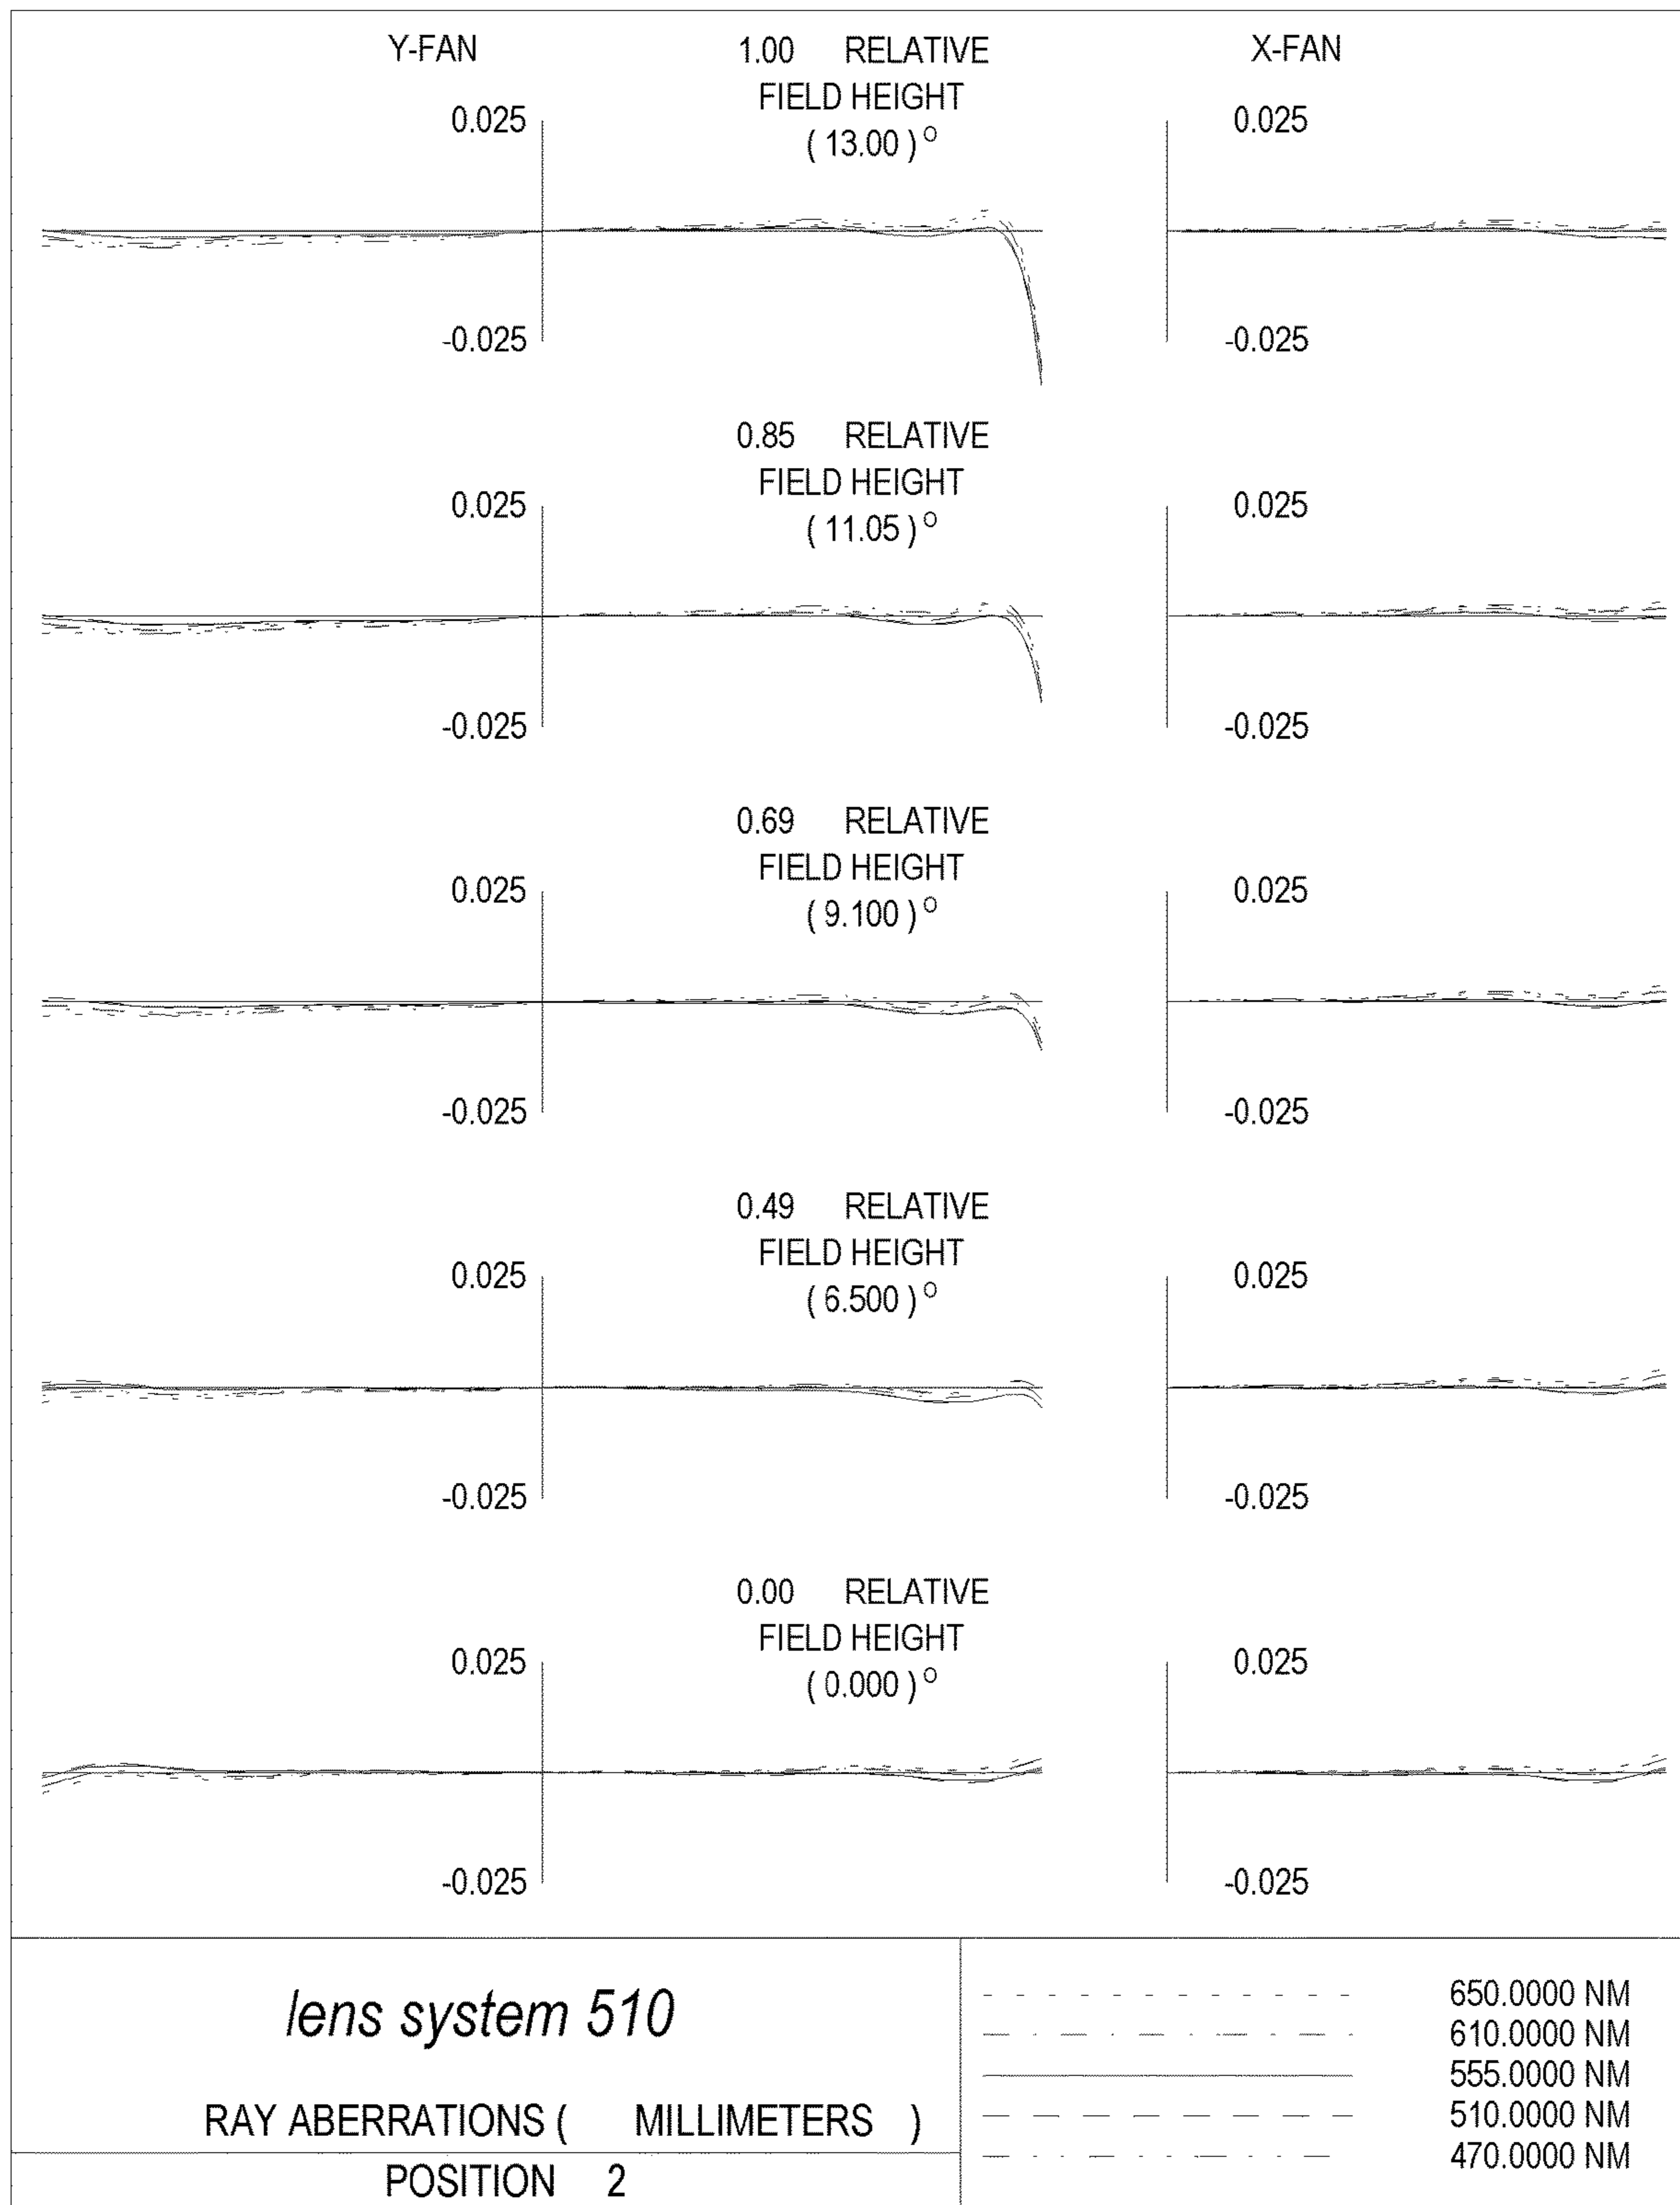 Y-FAN 1.00 RELATIVE X-FAN
FIELD HEIGHT
0.025 ( 13.00 ) O 0.025
-0.025 -0.025
0.85 RELATIVE
FIELD HEIGHT
0.025 ( 11.05 ) O 0.025
-0.025 -0.025
0.69 RELATIVE
FIELD HEIGHT
0.025 ( 9.100 ) O 0.025
-0.025 -0.025
0.49 RELATIVE
FIELD HEIGHT
0.025 ( 6.500 ) O 0.025
-0.025 -0.025
0.00 RELATIVE
FIELD HEIGHT
0.025 ( 0.000 ) O 0.025
-0.025 -0.025
lens system 510
RAY ABERRATIONS ( MILLIMETERS )
POSITION 2
650.0000 NM
610.0000 NM
555.0000 NM
510.0000 NM
470.0000 NM